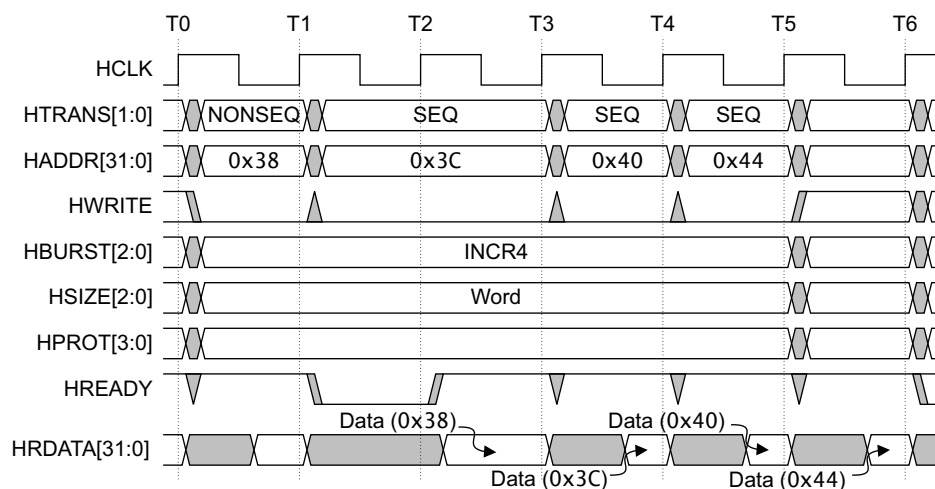 T0 T1 T2 T3 T4 T5 T6
HCLK
HTRANS[1:0] NONSEQ SEQ SEQ SEQ
HADDR[31:0] 0x38 0x3C 0x40 0x44
HWRITE
HBURST[2:0] INCR4
HSIZE[2:0] Word
HPROT[3:0]
HREADY
Data (0x38) Data (0x40)
HRDATA[31:0]
Data (0x3C) Data (0x44)